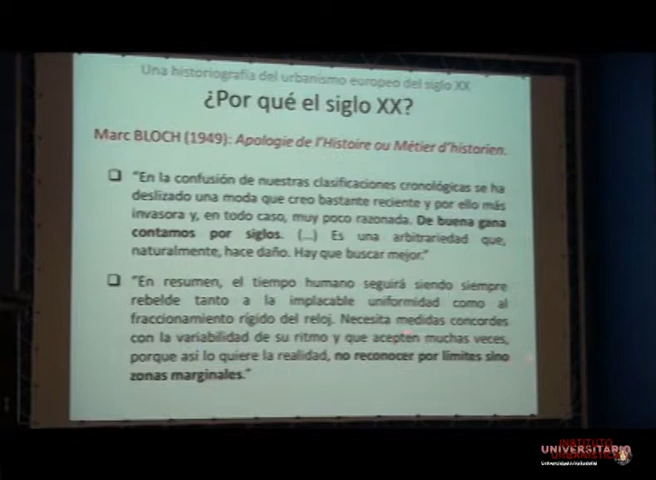 Una historiografía del urbanismo europeo del siglo XX
¿Por qué el siglo XX?
Marc BLOCH (1949): Apologie de l'Histoire ou Métier d'historien.
❑ "En la confusión de nuestras clasificaciones cronológicas se ha
deslizado una moda que creo bastante reciente y por ello más
invasora y, en todo caso, muy poco razonada. De buena gana
contamos por siglos. (...) Es una arbitrariedad que,
naturalmente, hace daño. Hay que buscar mejor."
❑ "En resumen, el tiempo humano seguirá siendo siempre
rebelde tanto a la implacable uniformidad como al
fraccionamiento rígido del reloj. Necesita medidas concordes
con la variabilidad de su ritmo y que acepten muchas veces,
porque así lo quiere la realidad, no reconocer por límites sino
zonas marginales."
INSTITUTO
UNIVERSITARIO